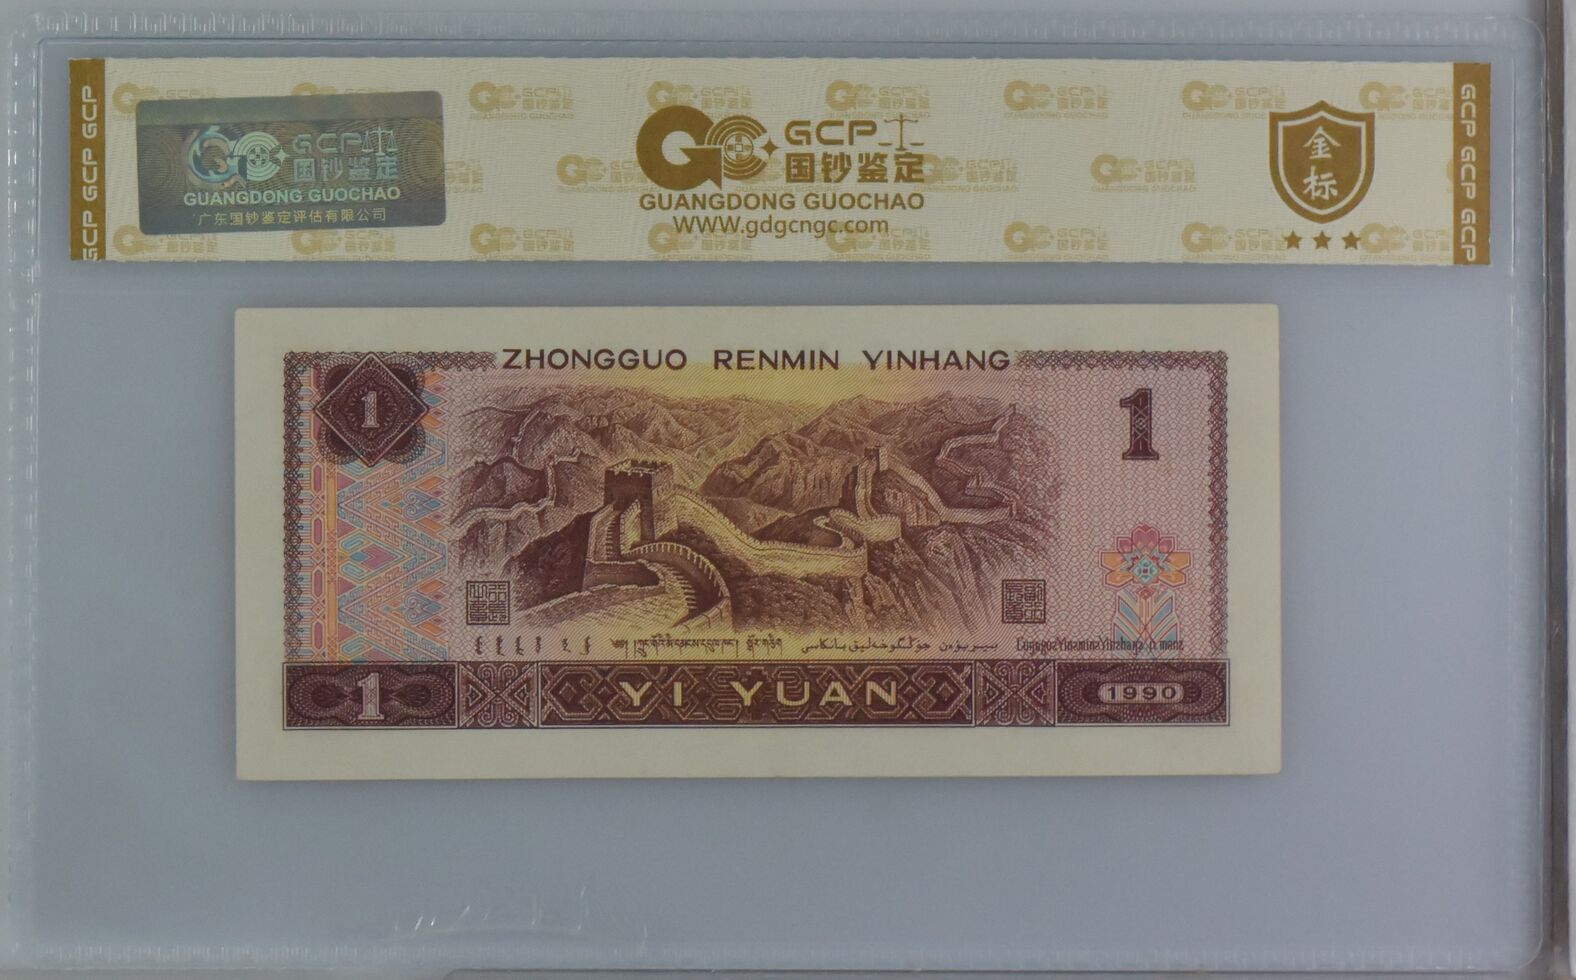 GCP GCP GCP
GCP
国钞鉴定
GUANGDONG GUOCHAO
广东国钞鉴定评估有限公司
GCP
国钞鉴定
GUANGDONG GUOCHAO
WWW.gdgcngc.com
金标
GCP GCP GCP
ZHONGGUO RENMIN YINHANG
1
1
1
YI YUAN
1990